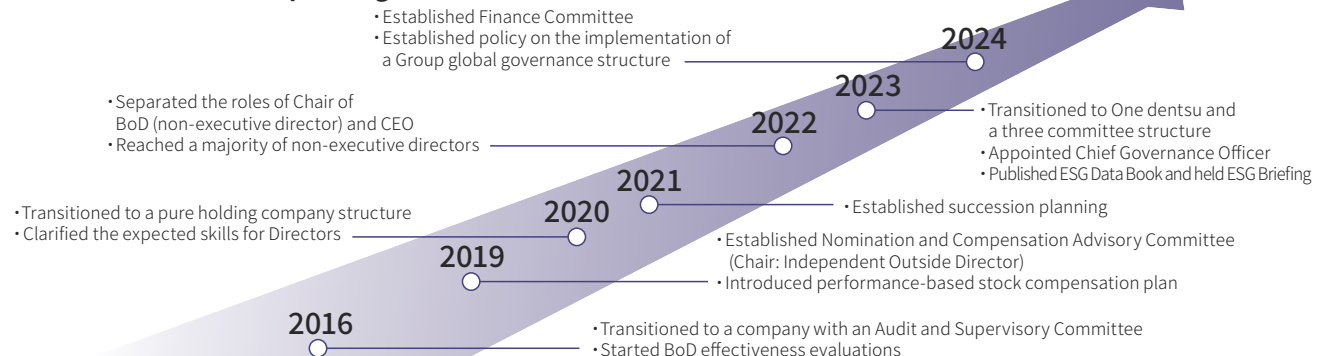 ・Established Finance Committee
・Established policy on the implementation of
a Group global governance structure
2024
2023
・Separated the roles of Chair of
BoD (non-executive director) and CEO
・Reached a majority of non-executive directors
2022
・Transitioned to One dentsu and
a three committee structure
・Appointed Chief Governance Officer
・Published ESG Data Book and held ESG Briefing
2021
・Established succession planning
・Transitioned to a pure holding company structure
・Clarified the expected skills for Directors
2020
2019
・Established Nomination and Compensation Advisory Committee
(Chair: Independent Outside Director)
・Introduced performance-based stock compensation plan
2016
・Transitioned to a company with an Audit and Supervisory Committee
・Started BoD effectiveness evaluations